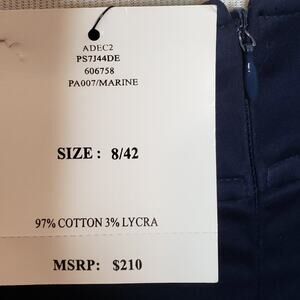 ADEC2
PS7J44DE
606758
PA007/MARINE
SIZE: 8/42
97% COTTON 3% LYCRA
MSRP: $210